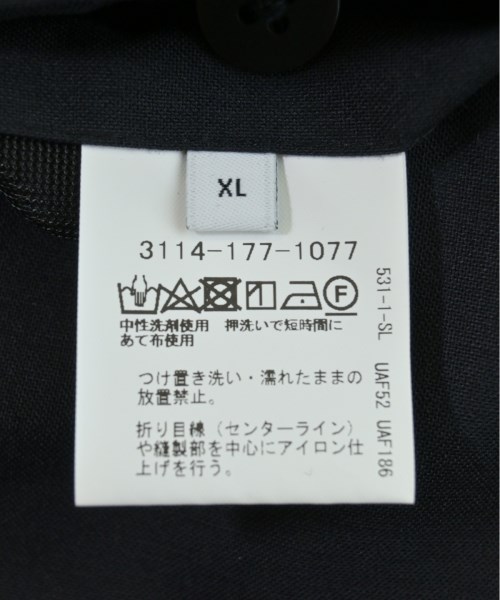 XL
3114-177-1077
F
中性洗剤使用 押洗いで短時間に
あて布使用
つけ置き洗い・濡れたままの
放置禁止。
折り目線（センターライン）
や縫製部を中心にアイロン仕
上げを行う。
531-1-SL UAF52 UAF186